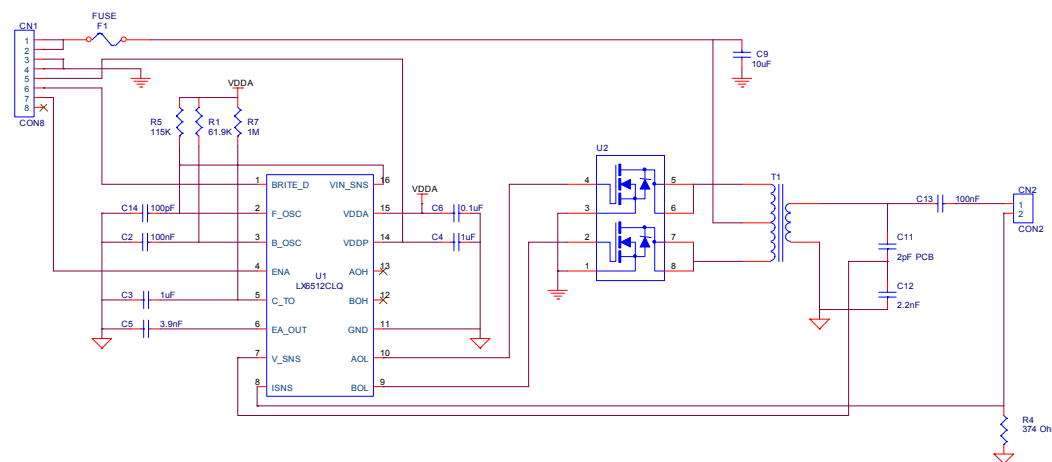 FUSE
F1
CN1
1
2
3
4
5
6
7
8
CON8
C9
10uF
VDDA
R5
115K
R1
61.9K
R7
1M
U2
4
3
2
1
5
6
7
8
T1
CN2
1
2
CON2
C13
100nF
C11
2pF PCB
C12
2.2nF
VDDA
C6
0.1uF
C4
1uF
C14
100pF
C2
100nF
C3
1uF
C5
3.9nF
1
BRITE_D
VIN_SNS
16
2
F_OSC
VDDA
15
3
B_OSC
VDDP
14
4
ENA
AOH
13
U1
LX6512CLQ
5
C_TO
BOH
12
6
EA_OUT
GND
11
7
V_SNS
AOL
10
8
ISNS
BOL
9
R4
374 Oh